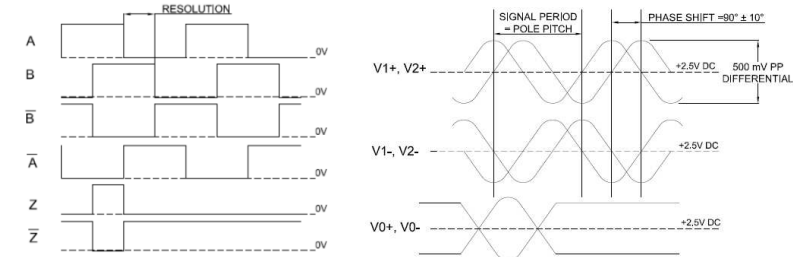 RESOLUTION
A
0V
B
0V
B̅
0V
A̅
0V
Z
0V
Z̅
0V
SIGNAL PERIOD
= POLE PITCH
PHASE SHIFT =90° ± 10°
V1+, V2+
+2.5V DC
500 mV PP
DIFFERENTIAL
V1-, V2-
+2.5V DC
V0+, V0-
+2.5V DC